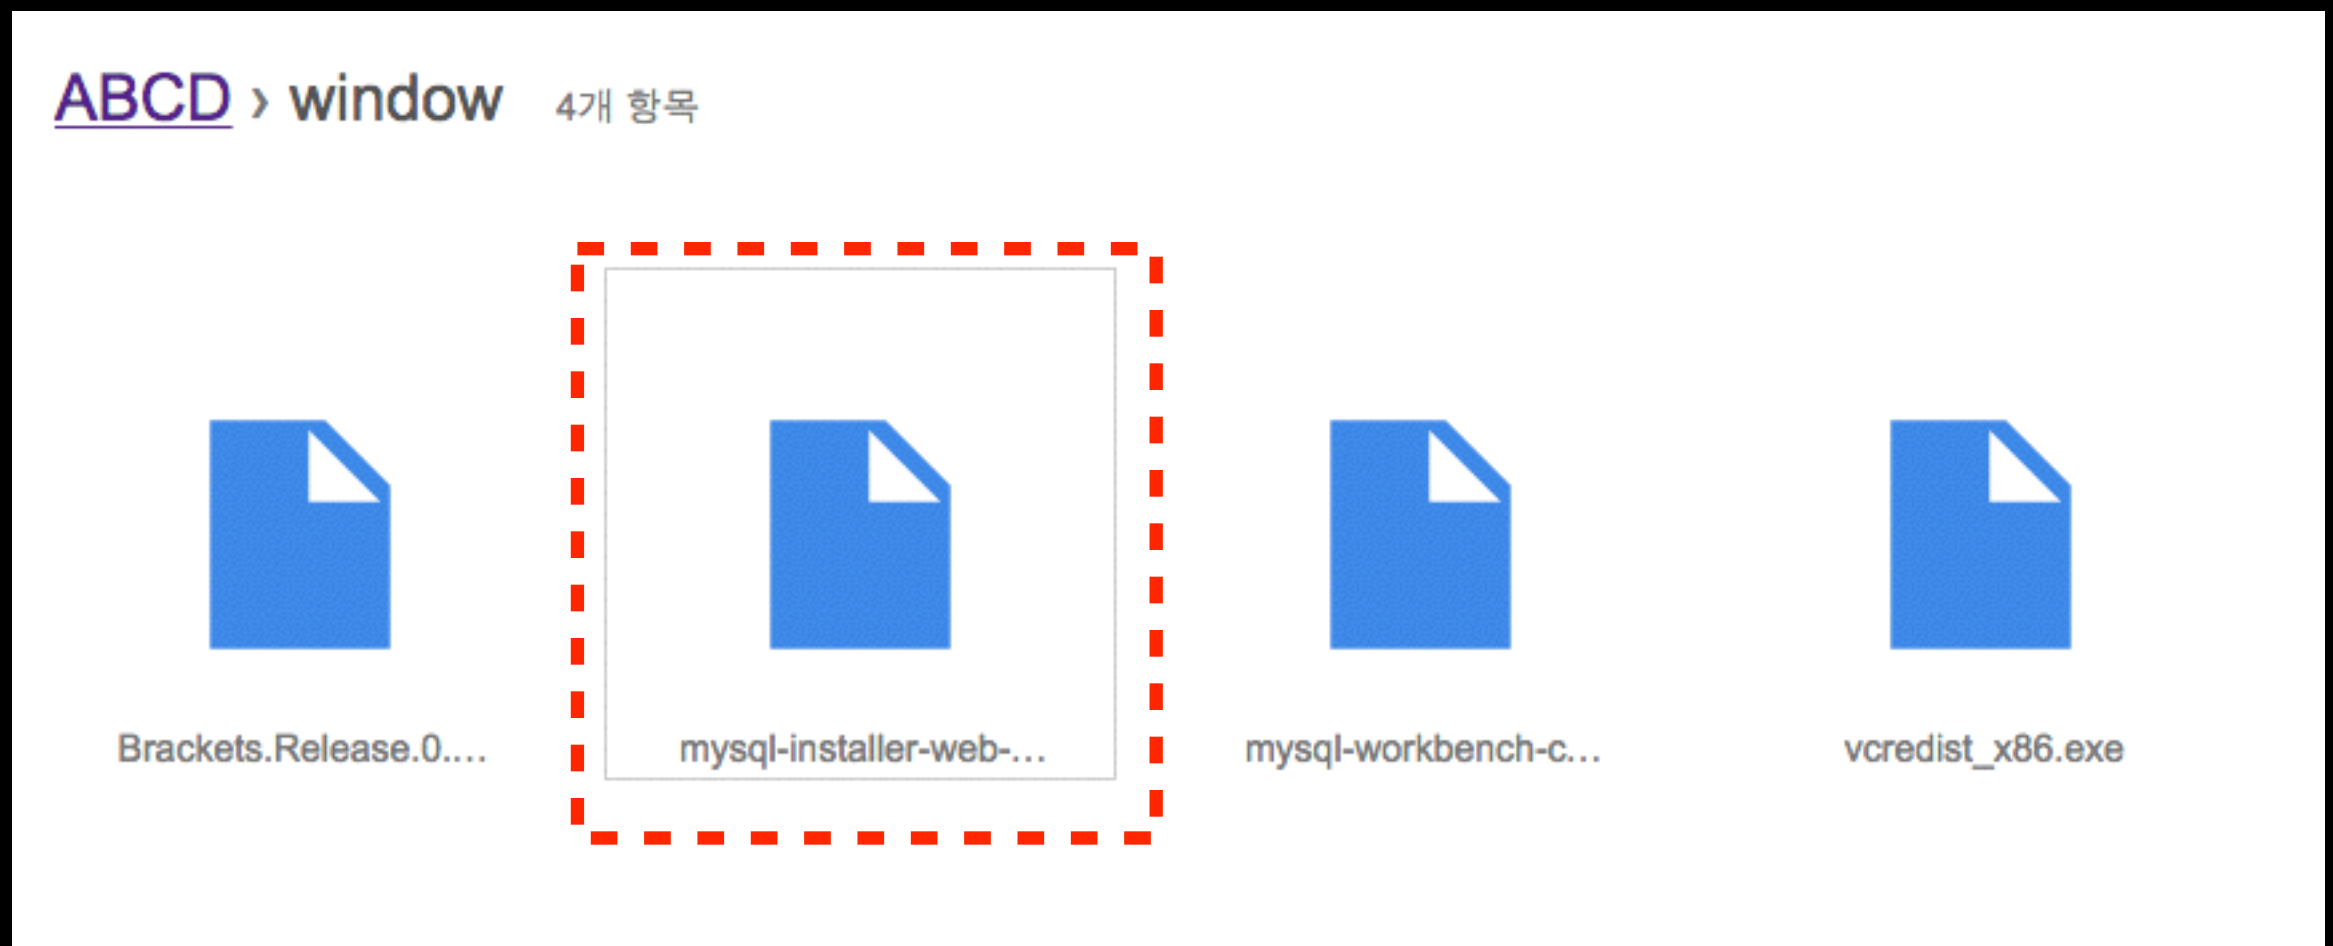 ABCD › window 4개 항목
Brackets.Release.0.... mysql-installer-web-... mysql-workbench-c... vcredist_x86.exe